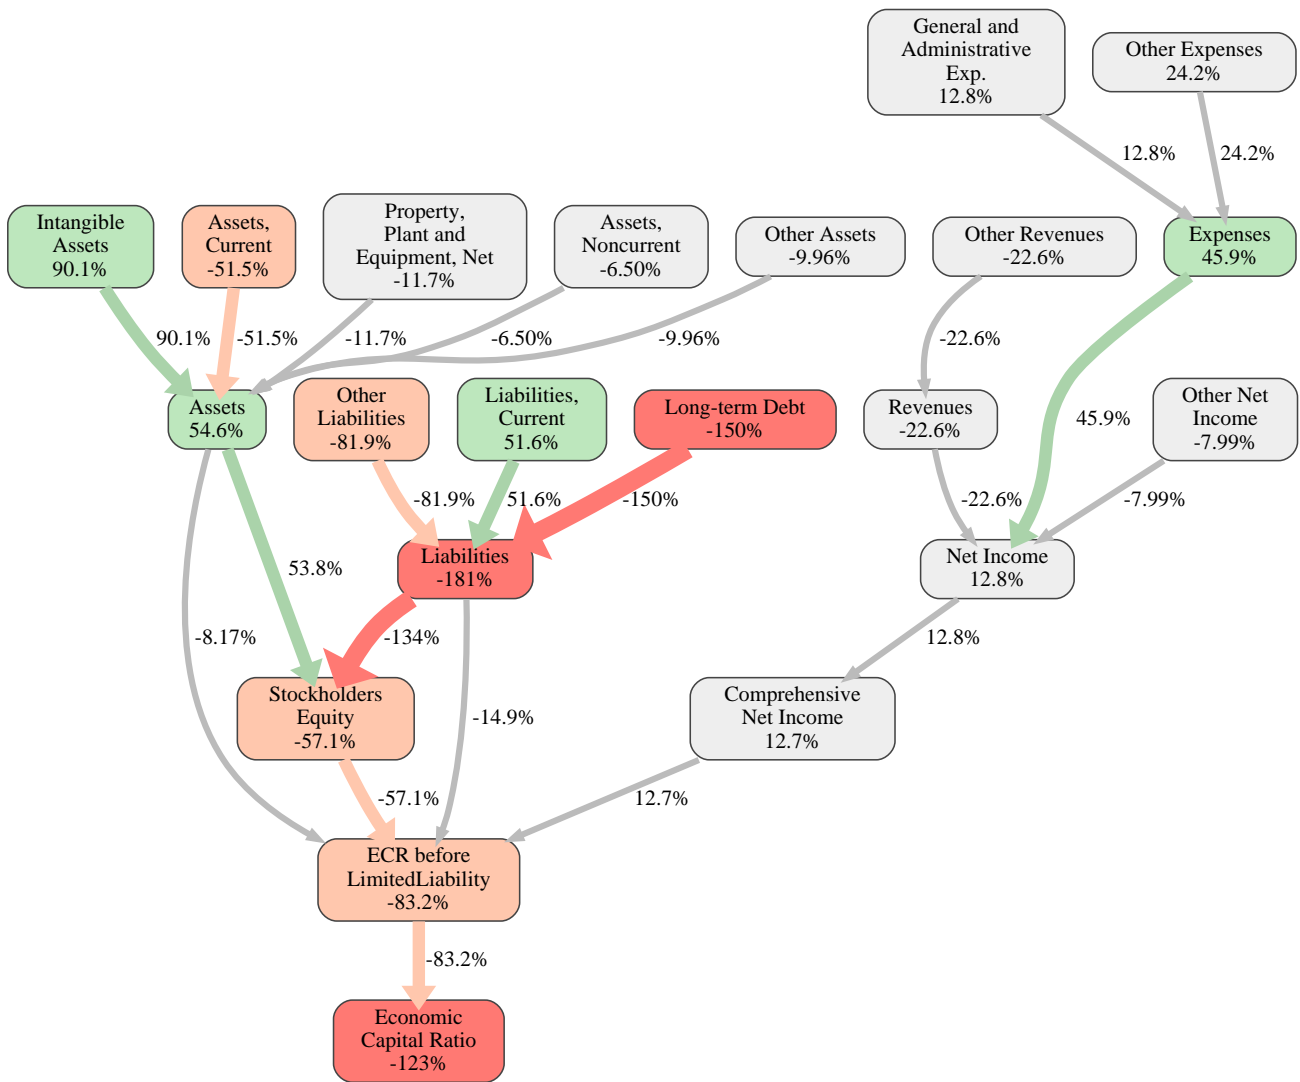 General and
Administrative
Exp.
12.8%
Other Expenses
24.2%
12.8%
24.2%
Intangible
Assets
90.1%
Assets,
Current
-51.5%
Property,
Plant and
Equipment, Net
-11.7%
Assets,
Noncurrent
-6.50%
Other Assets
-9.96%
Other Revenues
-22.6%
Expenses
45.9%
90.1%
-51.5%
-11.7%
-6.50%
-9.96%
-22.6%
Assets
54.6%
Other
Liabilities
-81.9%
Liabilities,
Current
51.6%
Long-term Debt
-150%
Revenues
-22.6%
45.9%
Other Net
Income
-7.99%
-81.9%
51.6%
-150%
-22.6%
-7.99%
53.8%
Liabilities
-181%
Net Income
12.8%
-8.17%
-134%
12.8%
Stockholders
Equity
-57.1%
-14.9%
Comprehensive
Net Income
12.7%
-57.1%
12.7%
ECR before
LimitedLiability
-83.2%
-83.2%
Economic
Capital Ratio
-123%